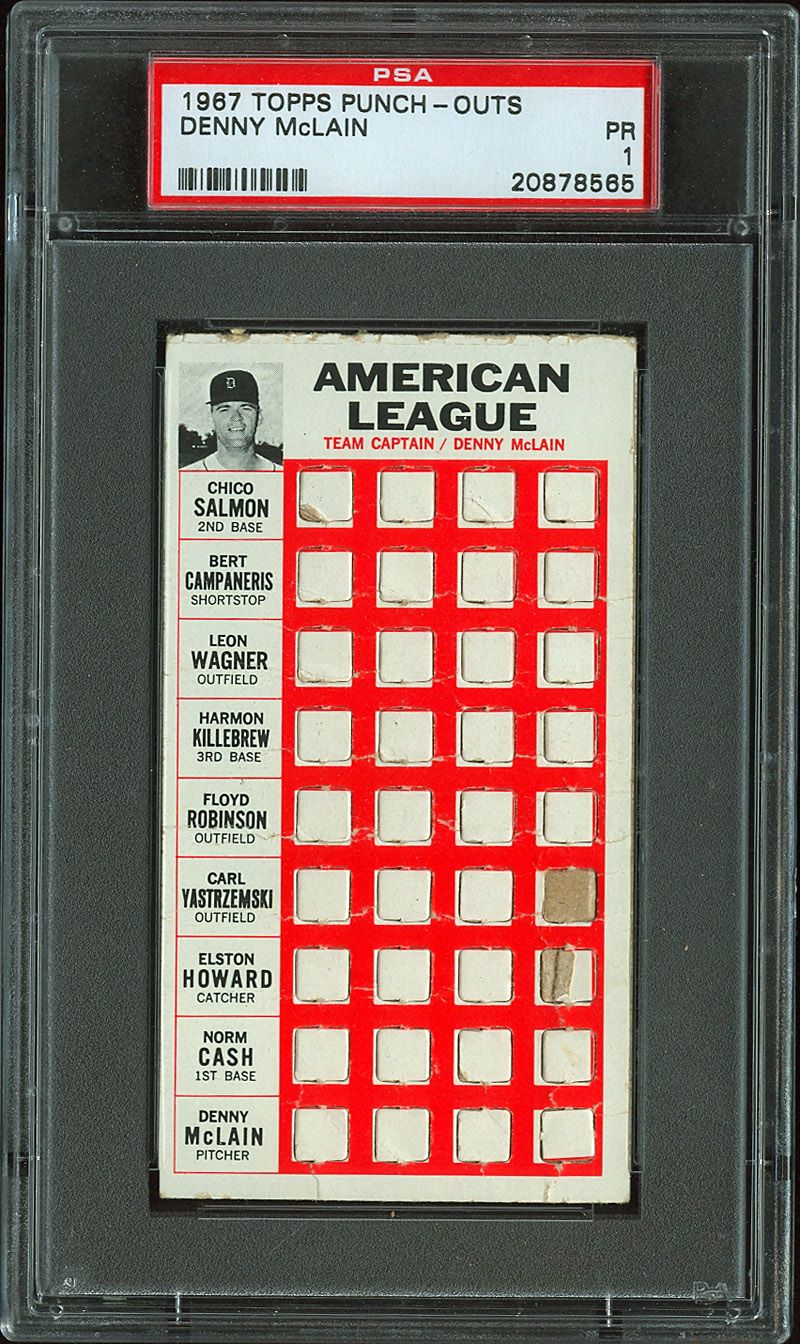 PSA
1967 TOPPS PUNCH-OUTS
DENNY McLAIN
PR
1
20878565
AMERICAN
LEAGUE
TEAM CAPTAIN / DENNY McLAIN
CHICO
SALMON
2ND BASE
BERT
CAMPANERIS
SHORTSTOP
LEON
WAGNER
OUTFIELD
HARMON
KILLEBREW
3RD BASE
FLOYD
ROBINSON
OUTFIELD
CARL
YASTRZEMSKI
OUTFIELD
ELSTON
HOWARD
CATCHER
NORM
CASH
1ST BASE
DENNY
McLAIN
PITCHER
PSA